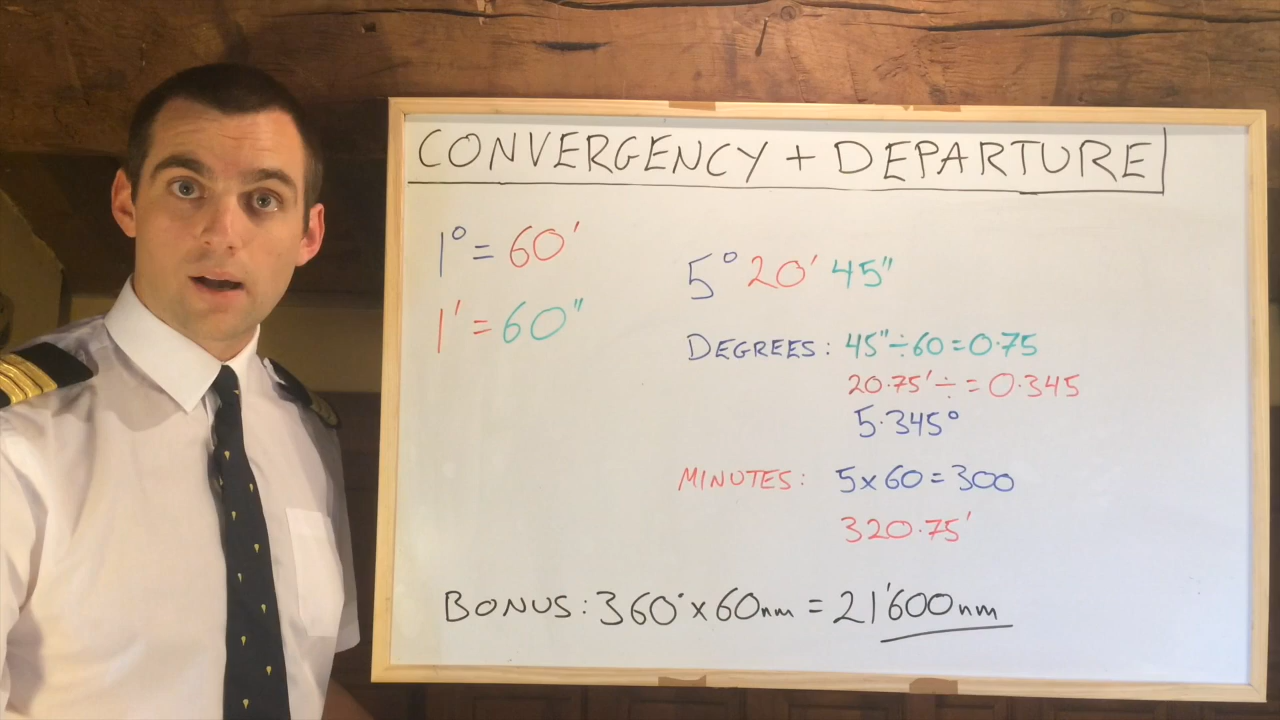 CONVERGENCY + DEPARTURE
1° = 60'
1' = 60"
5° 20' 45"
DEGREES: 45" ÷ 60 = 0.75
20.75' ÷ = 0.345
5.345°
MINUTES: 5 x 60 = 300
320.75'
BONUS: 360° x 60nm = 21'600nm